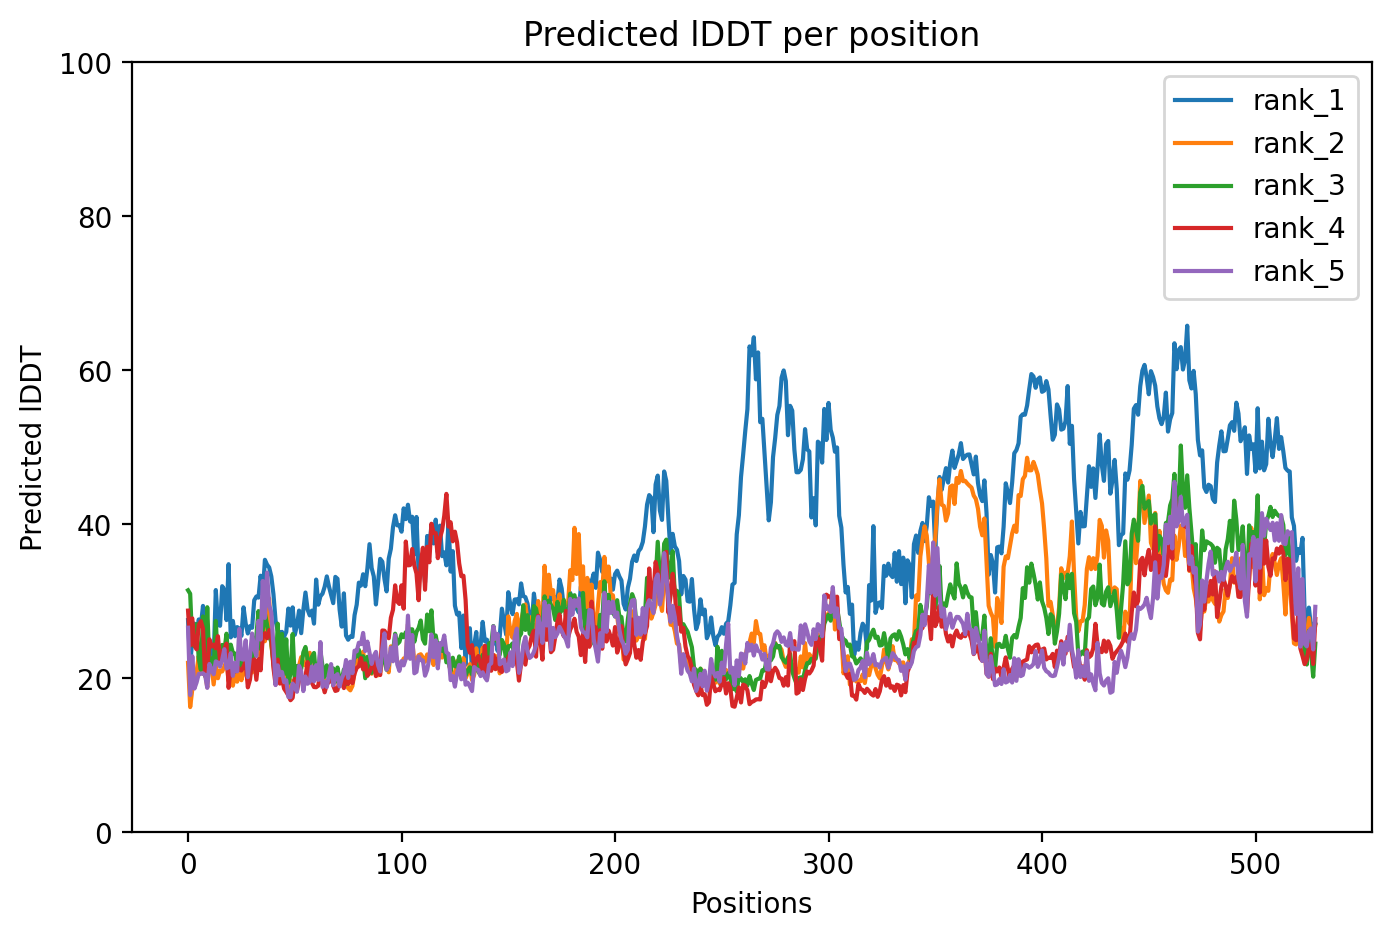 Predicted lDDT per position
100
80
60
40
20
0
Predicted lDDT
0 100 200 300 400 500
Positions
rank_1
rank_2
rank_3
rank_4
rank_5